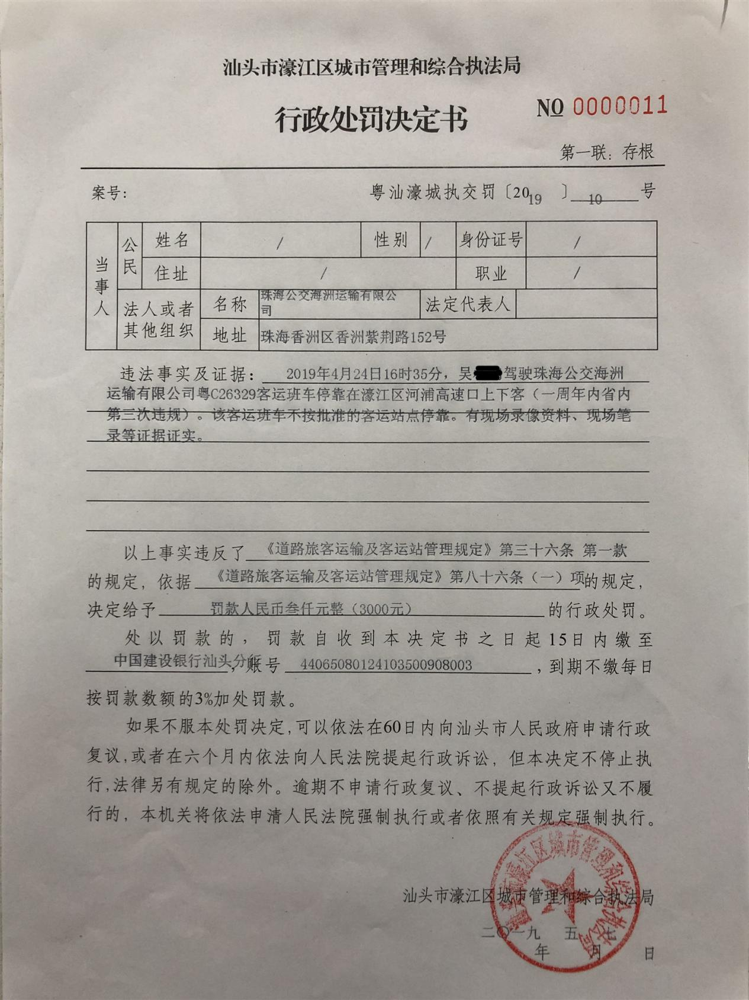 汕头市濠江区城市管理和综合执法局
行政处罚决定书
NO 0000011
第一联：存根
案号：
粤汕濠城执交罚〔2019〕10号
当事人
公民
姓名 / 性别 / 身份证号 /
住址 / 职业 /
法人或者其他组织
名称 珠海公交海洲运输有限公司 法定代表人
地址 珠海香洲区香洲紫荆路152号
违法事实及证据：2019年4月24日16时35分，吴 驾驶珠海公交海洲
运输有限公司粤C26329客运班车停靠在濠江区河浦高速口上下客（一周年内省内
第三次违规）。该客运班车不按批准的客运站点停靠。有现场录像资料、现场笔
录等证据证实。
以上事实违反了《道路旅客运输及客运站管理规定》第三十六条 第一款
的规定，依据《道路旅客运输及客运站管理规定》第八十六条（一）项的规定，
决定给予 罚款人民币叁仟元整（3000元） 的行政处罚。
处以罚款的，罚款自收到本决定书之日起15日内缴至
中国建设银行汕头分行，账号 44065080124103500908003 ，到期不缴每日
按罚款数额的3%加处罚款。
如果不服本处罚决定，可以依法在60日内向汕头市人民政府申请行政
复议，或者在六个月内依法向人民法院提起行政诉讼，但本决定不停止执
行，法律另有规定的除外。逾期不申请行政复议、不提起行政诉讼又不履
行的，本机关将依法申清人民法院强制执行或者依照有关规定强制执行。
汕头市濠江区城市管理和综合执法局
汕头市濠江区城市管理和综合执法局
二〇一九年五月七日